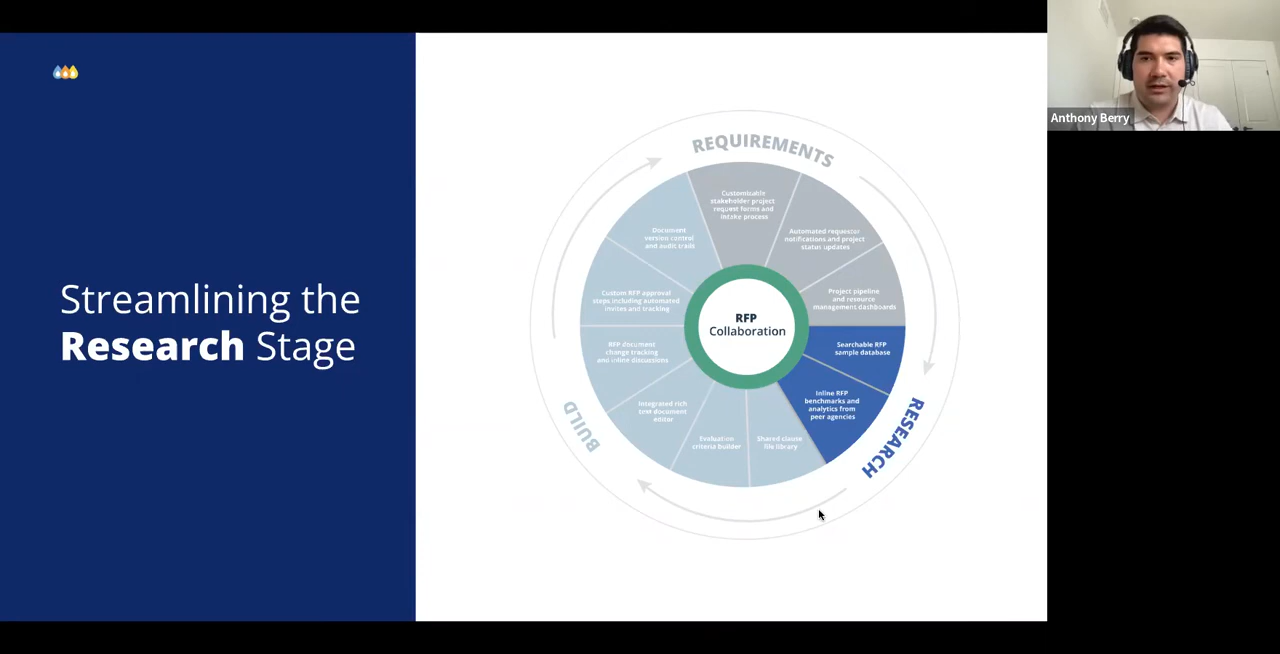 Streamlining the
Research Stage
REQUIREMENTS
Customizable
stakeholder project
request forms and
intake process
Automated requestor
notifications and project
status updates
Project pipeline
and resource
management dashboards
Searchable RFP
sample database
Inline RFP
benchmarks and
analytics from
peer agencies
RESEARCH
Shared clause
file library
Evaluation
criteria builder
Integrated rich
text document
editor
RFP document
change tracking
and inline discussions
Custom RFP approval
steps including automated
invites and tracking
Document
version control
and audit trails
BUILD
RFP
Collaboration
Anthony Berry